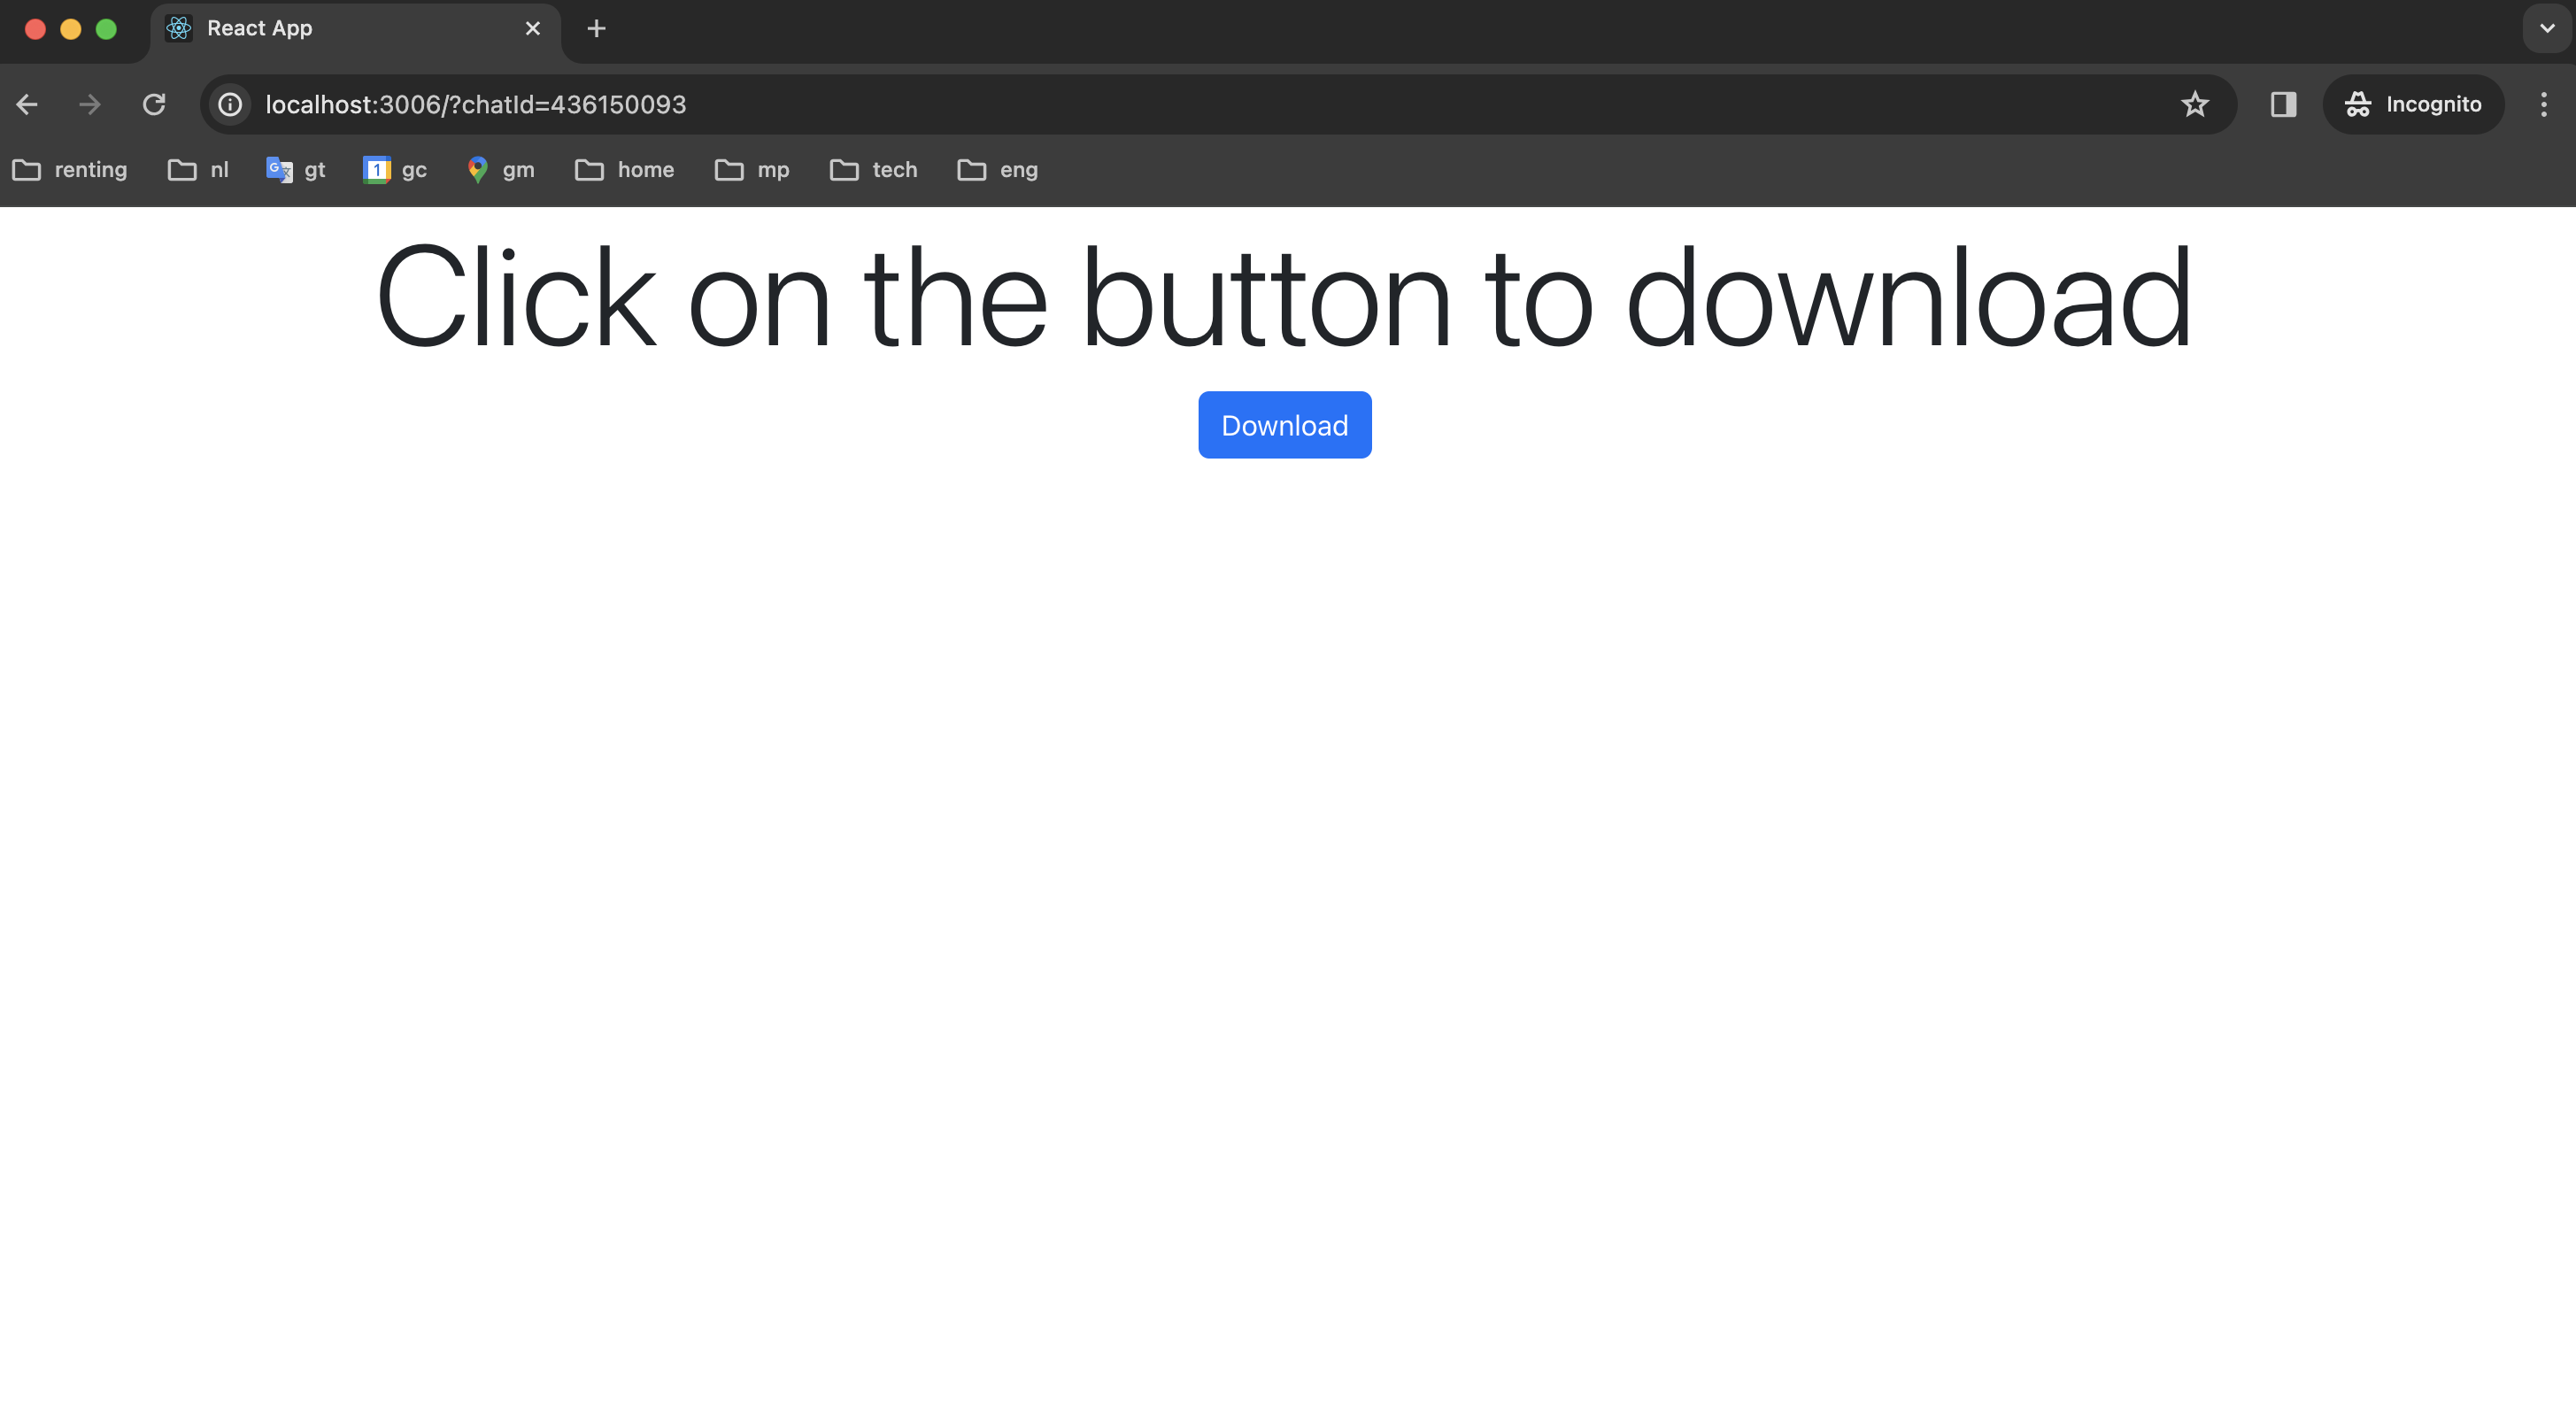 React App
localhost:3006/?chatId=436150093
Incognito
renting nl gt 1 gc gm home mp tech eng
Click on the button to download
Download